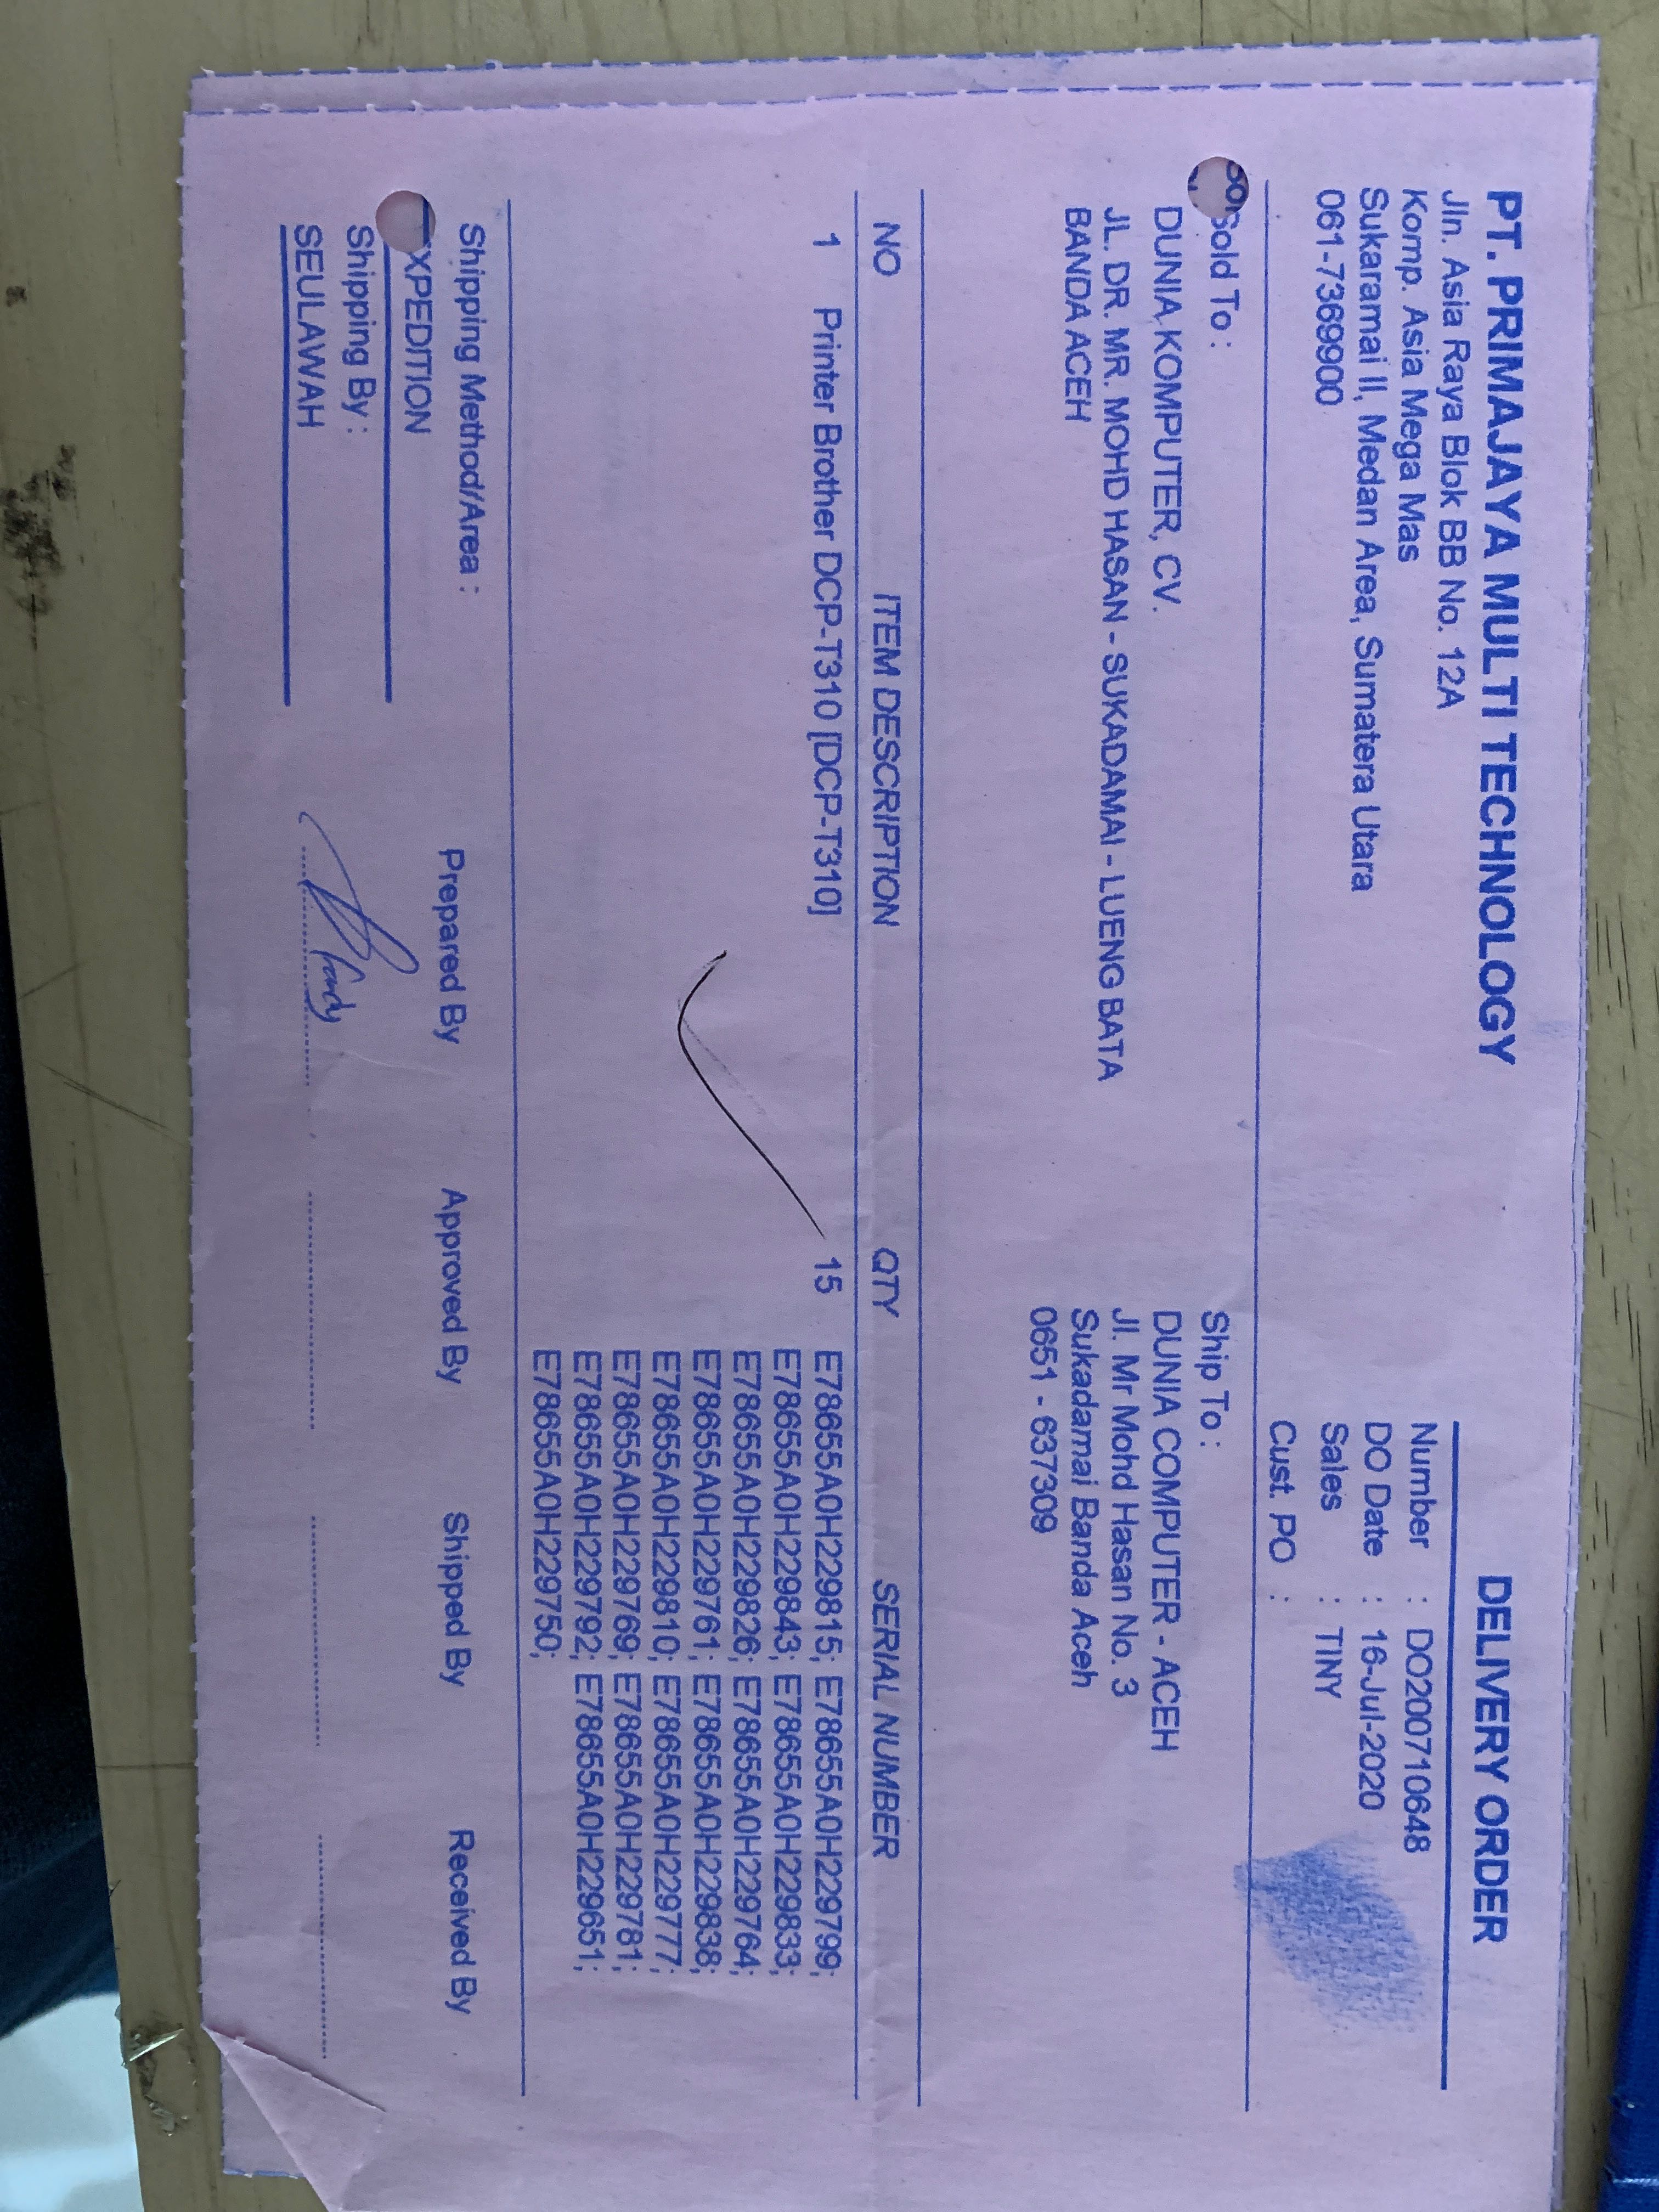 PT. PRIMAJAYA MULTI TECHNOLOGY
Jln. Asia Raya Blok BB No. 12A
Komp. Asia Mega Mas
Sukaramai II, Medan Area, Sumatera Utara
061-7369900
DELIVERY ORDER
Number : DO200710648
DO Date : 16-Jul-2020
Sales : TINY
Cust. PO :
Sold To :
DUNIA KOMPUTER, CV.
JL. DR. MR. MOHD HASAN - SUKADAMAI - LUENG BATA
BANDA ACEH
Ship To :
DUNIA COMPUTER - ACEH
Jl. Mr Mohd Hasan No. 3
Sukadamai Banda Aceh
0651 - 637309
NO ITEM DESCRIPTION QTY SERIAL NUMBER
1 Printer Brother DCP-T310 [DCP-T310] 15 E78655A0H229815; E78655A0H229799;
E78655A0H229843; E78655A0H229833;
E78655A0H229826; E78655A0H229764;
E78655A0H229761; E78655A0H229838;
E78655A0H229810; E78655A0H229777;
E78655A0H229769; E78655A0H229781;
E78655A0H229792; E78655A0H229651;
E78655A0H229750;
Shipping Method/Area :
XPEDITION
Shipping By :
SEULAWAH
Prepared By Approved By Shipped By Received By